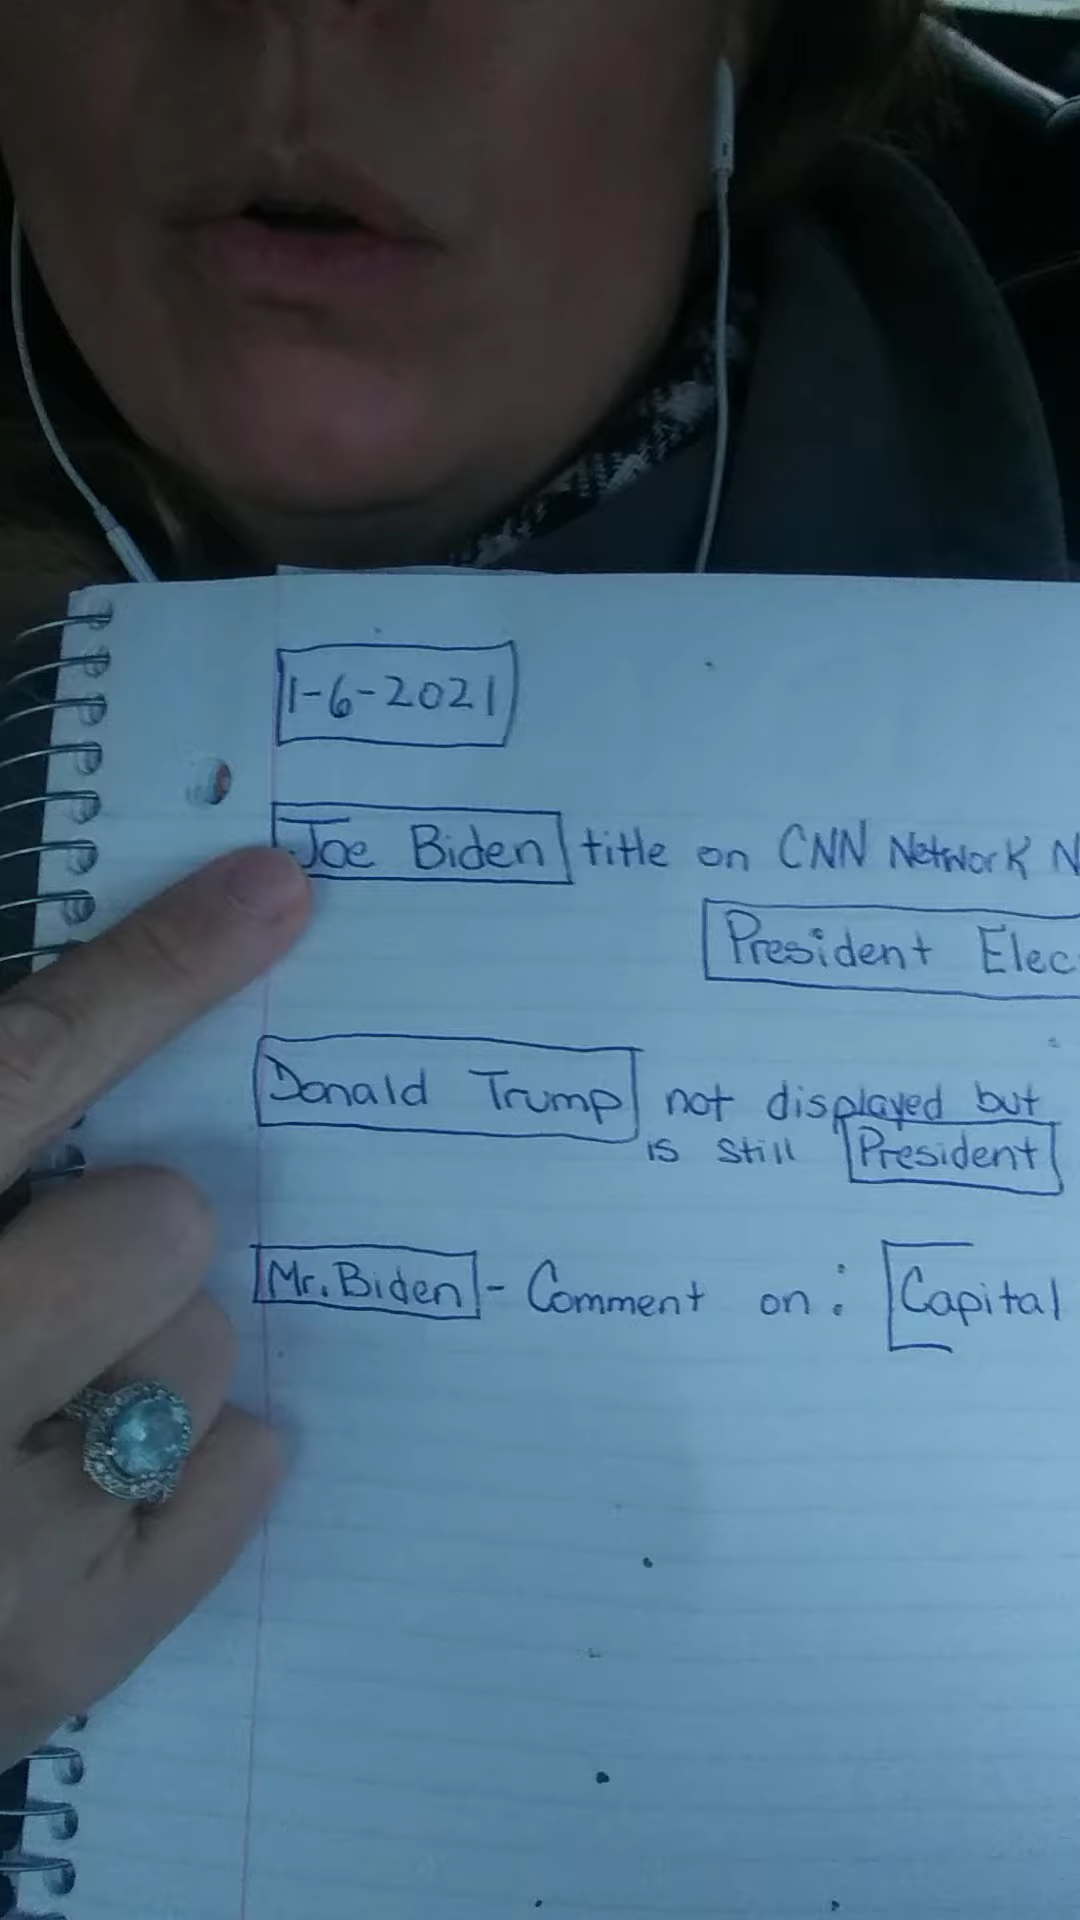 1-6-2021
Joe Biden title on CNN Network N
President Elec
Donald Trump not displayed but
is still President
Mr. Biden - Comment on: Capital